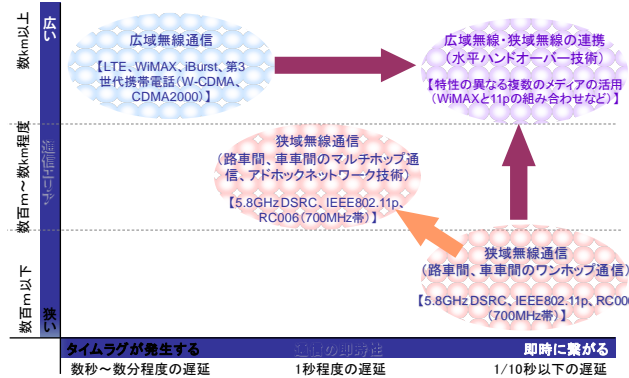 広い
数km以上
広域無線通信
【LTE、WiMAX、iBurst、第3
世代携帯電話(W-CDMA、
CDMA2000)】
広域無線・狭域無線の連携
(水平ハンドオーバー技術)
【特性の異なる複数のメディアの活用
(WiMAXと11pの組み合わせなど)】
通信エリア
数百m～数km程度
狭域無線通信
(路車間、車車間のマルチホップ通
信、アドホックネットワーク技術)
【5.8GHz DSRC、IEEE802.11p、
RC006(700MHz帯)】
狭域無線通信
(路車間、車車間のワンホップ通信)
【5.8GHz DSRC、IEEE802.11p、RC00
(700MHz帯)】
数百m以下
狭い
タイムラグが発生する
通信の即時性
即時に繋がる
数秒～数分程度の遅延
1秒程度の遅延
1/10秒以下の遅延